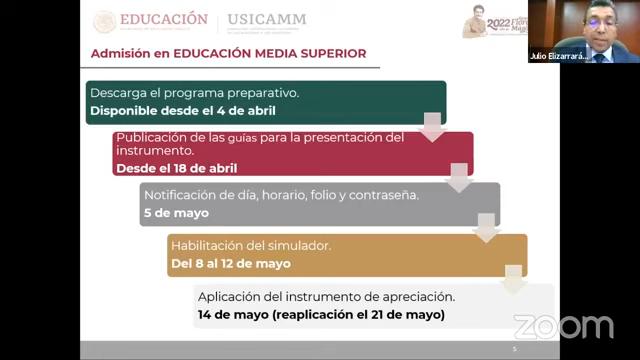 EDUCACIÓN
USICAMM
2022 Flores
Magón
Julio Elizarrará
Admisión en EDUCACIÓN MEDIA SUPERIOR
Descarga el programa preparativo.
Disponible desde el 4 de abril
Publicación de las guías para la presentación del
instrumento.
Desde el 18 de abril
Notificación de día, horario, folio y contraseña.
5 de mayo
Habilitación del simulador.
Del 8 al 12 de mayo
Aplicación del instrumento de apreciación.
14 de mayo (reaplicación el 21 de mayo)
zoom
5